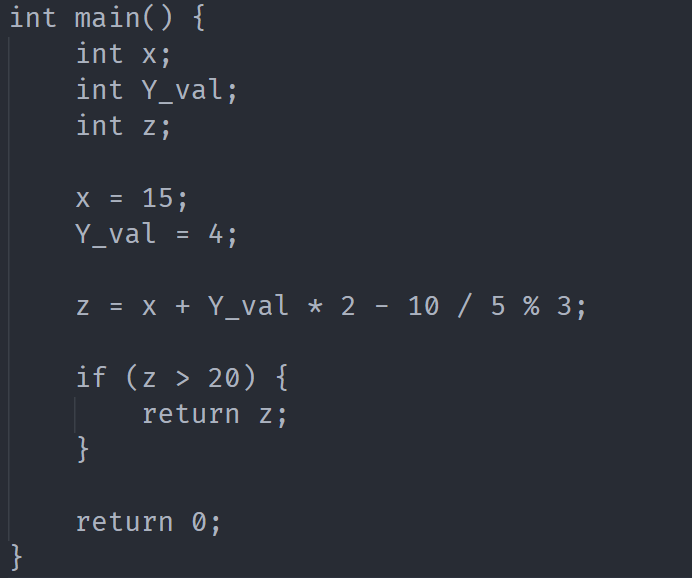 int main() {
    int x;
    int Y_val;
    int z;

    x = 15;
    Y_val = 4;

    z = x + Y_val * 2 - 10 / 5 % 3;

    if (z > 20) {
        return z;
    }

    return 0;
}